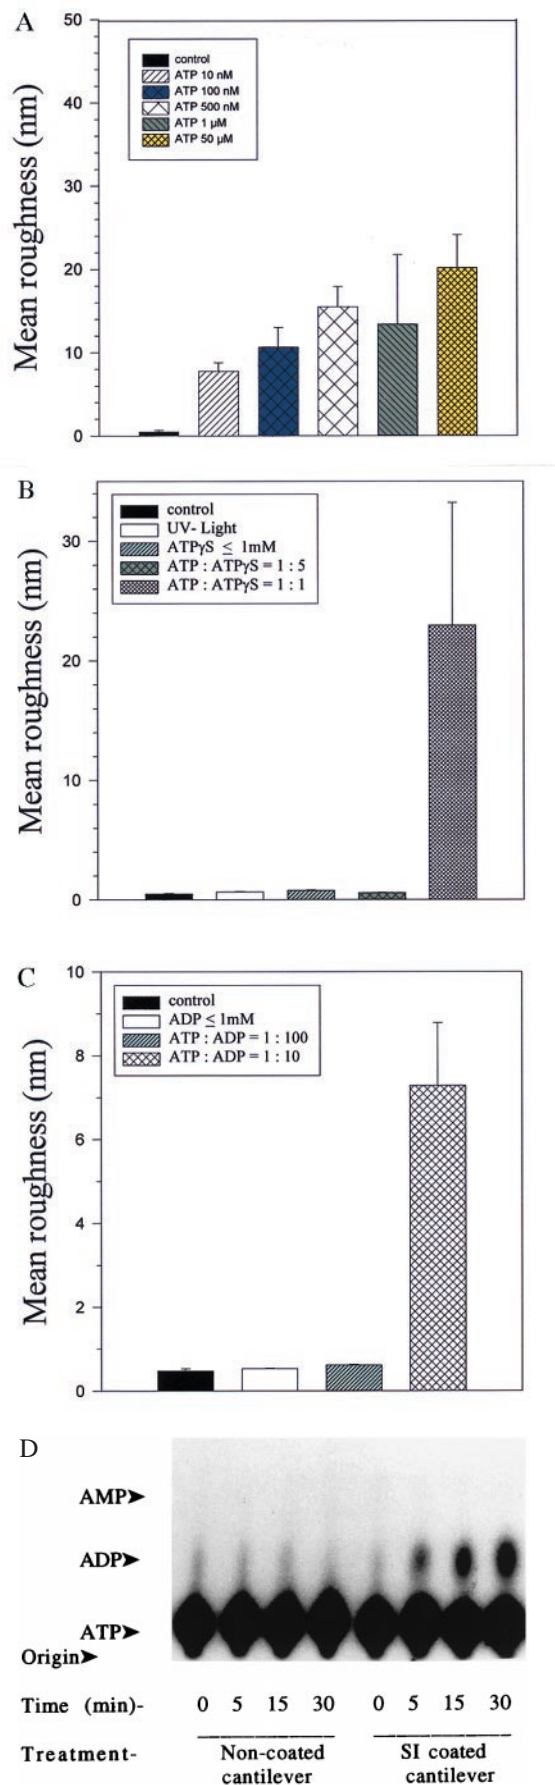 A
50
40
30
20
10
0
Mean roughness (nm)
control
ATP 10 nM
ATP 100 nM
ATP 500 nM
ATP 1 µM
ATP 50 µM
B
30
20
10
0
Mean roughness (nm)
control
UV- Light
ATPγS ≤ 1mM
ATP : ATPγS = 1 : 5
ATP : ATPγS = 1 : 1
C
10
8
6
4
2
0
Mean roughness (nm)
control
ADP ≤ 1mM
ATP : ADP = 1 : 100
ATP : ADP = 1 : 10
D
AMP
ADP
ATP
Origin
Time (min)- 0 5 15 30 0 5 15 30
Treatment- Non-coated SI coated
cantilever cantilever